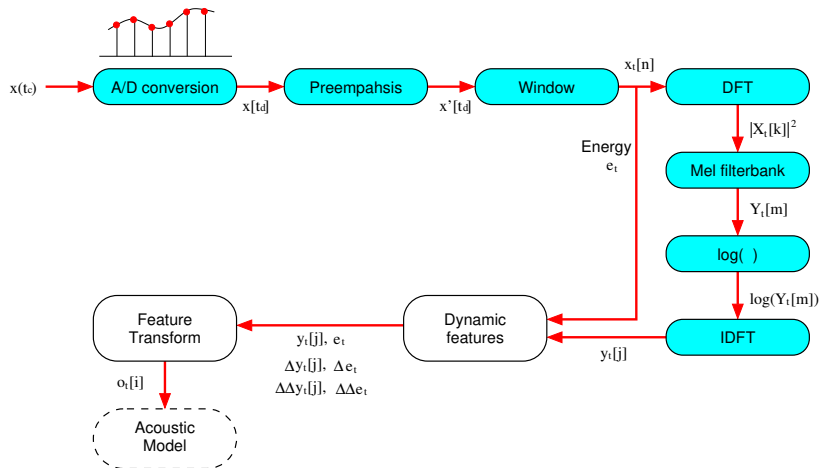 x(tc)
A/D conversion
x[td]
Preempahsis
x'[td]
Window
xt[n]
DFT
|Xt[k]|2
Energy
et
Mel filterbank
Yt[m]
log( )
log(Yt[m])
IDFT
yt[j]
Dynamic
features
yt[j], et
Δyt[j], Δet
ΔΔyt[j], ΔΔet
Feature
Transform
ot[i]
Acoustic
Model